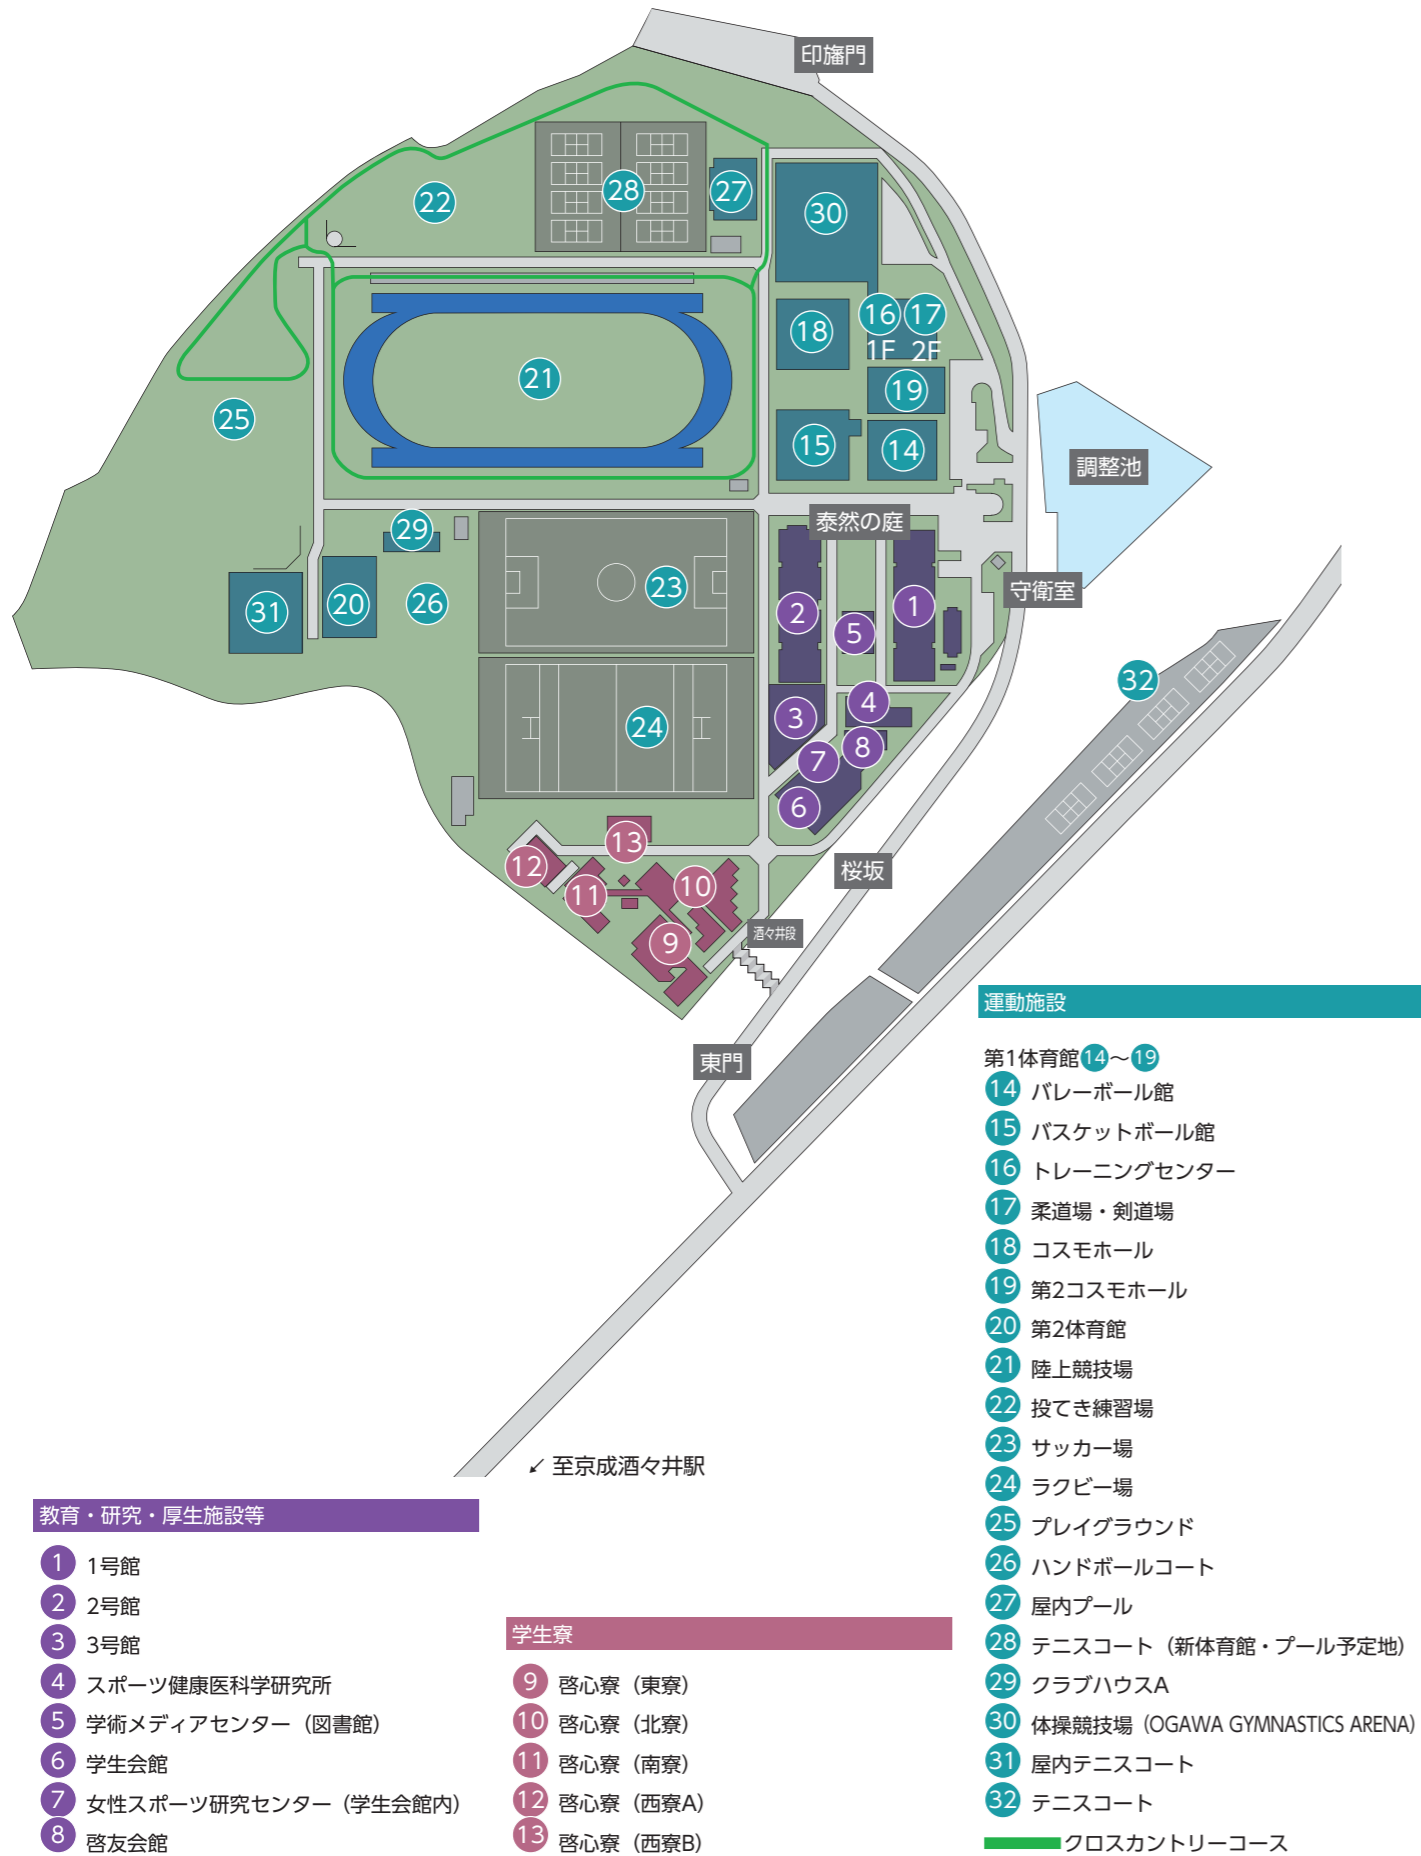 印旛門
22
28
27
30
16
17
18
1F
2F
21
19
25
15
14
調整池
泰然の庭
29
23
守衛室
31
20
26
2
5
1
32
24
3
4
8
7
6
13
12
11
10
桜坂
9
酒々井段
東門
↙ 至京成酒々井駅
運動施設
第1体育館14～19
14 バレーボール館
15 バスケットボール館
16 トレーニングセンター
17 柔道場・剣道場
18 コスモホール
19 第2コスモホール
20 第2体育館
21 陸上競技場
22 投てき練習場
23 サッカー場
24 ラクビー場
25 プレイグラウンド
26 ハンドボールコート
27 屋内プール
28 テニスコート（新体育館・プール予定地）
29 クラブハウスA
30 体操競技場（OGAWA GYMNASTICS ARENA）
31 屋内テニスコート
32 テニスコート
クロスカントリーコース
教育・研究・厚生施設等
1 1号館
2 2号館
3 3号館
4 スポーツ健康医科学研究所
5 学術メディアセンター（図書館）
6 学生会館
7 女性スポーツ研究センター（学生会館内）
8 啓友会館
学生寮
9 啓心寮（東寮）
10 啓心寮（北寮）
11 啓心寮（南寮）
12 啓心寮（西寮A）
13 啓心寮（西寮B）